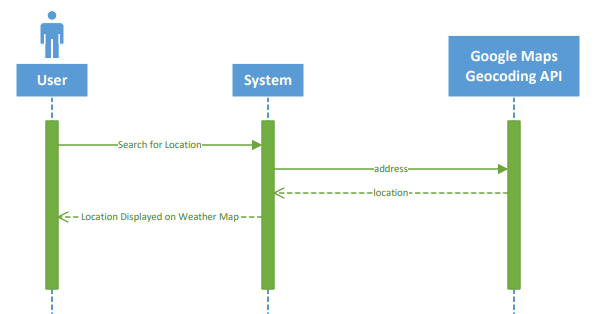 User
System
Google Maps
Geocoding API
Search for Location
address
location
Location Displayed on Weather Map